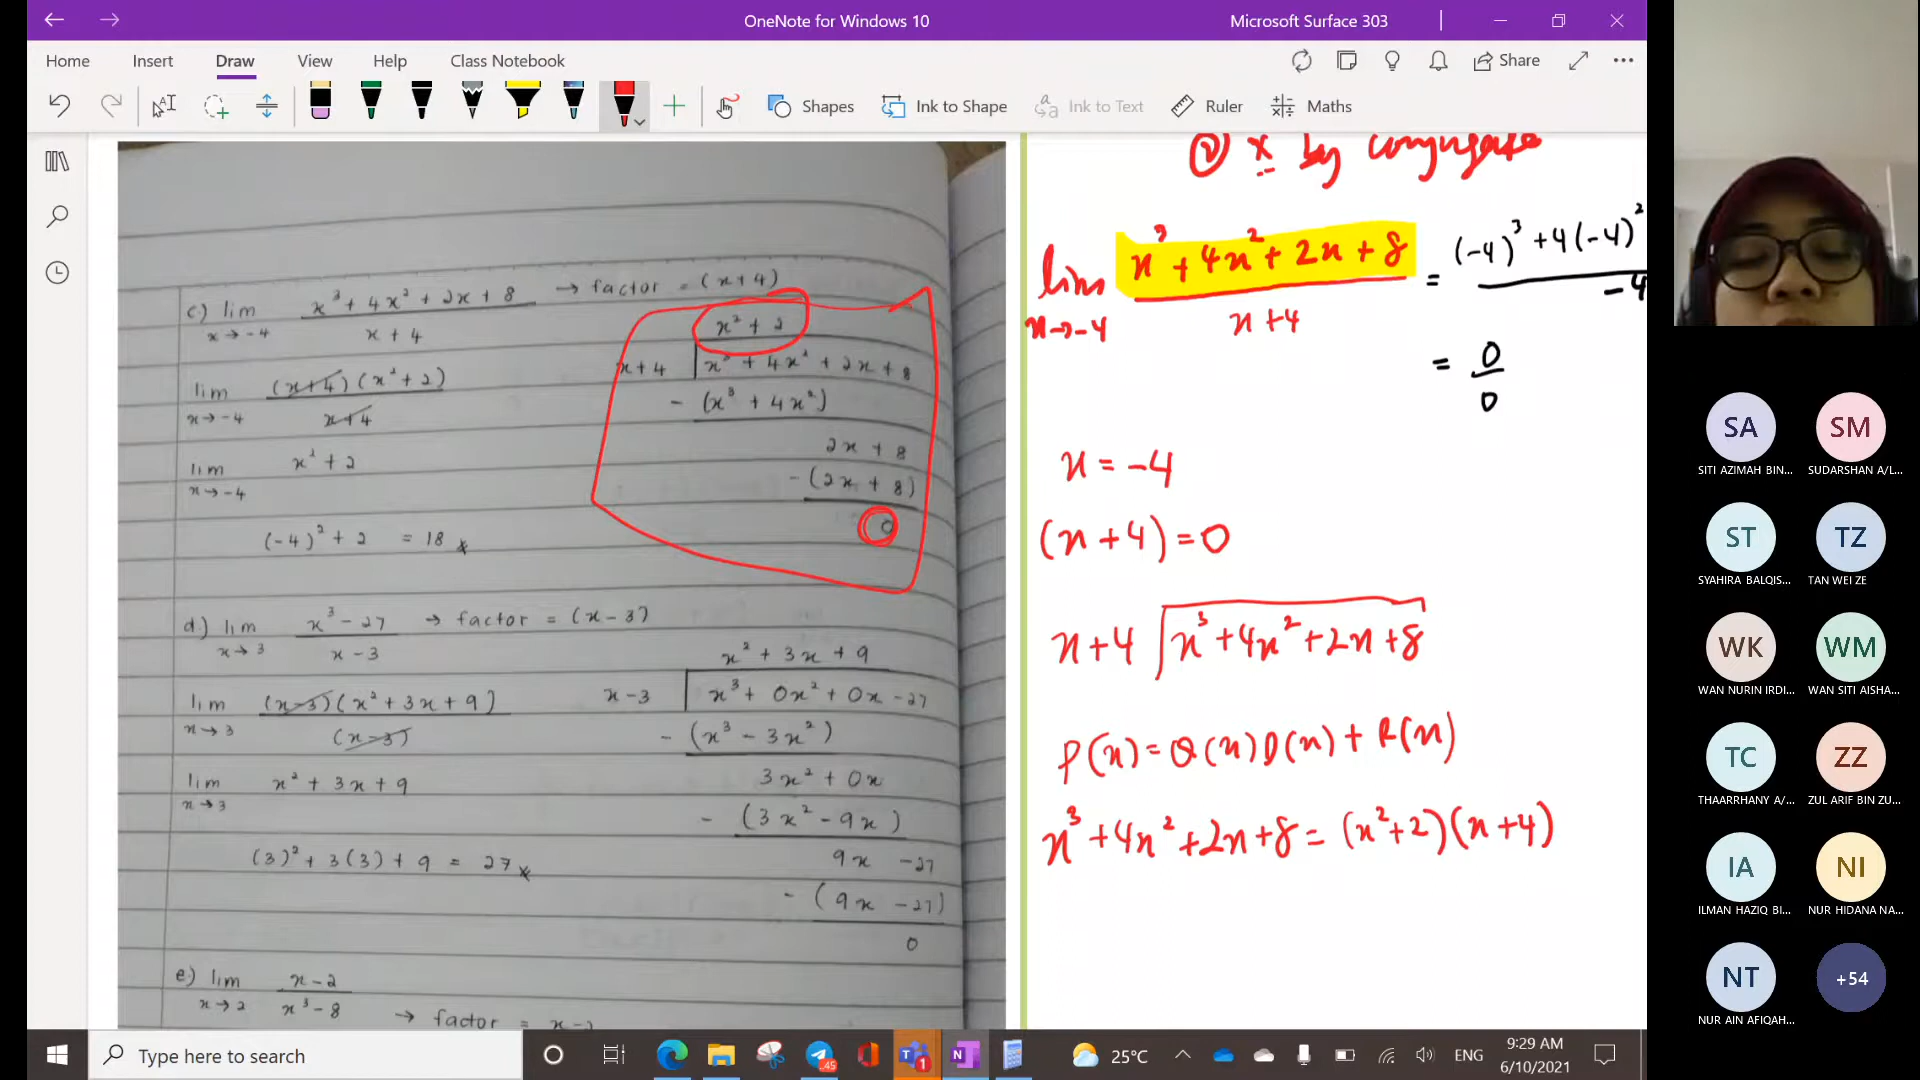 OneNote for Windows 10
Microsoft Surface 303
Home Insert Draw View Help Class Notebook
Share
Shapes Ink to Shape Ink to Text Ruler Maths
c) lim x→-4 (x³ + 4x² + 2x + 8)/(x + 4) → factor = (x+4)
lim x→-4 (x+4)(x²+2)/(x+4)
lim x→-4 x² + 2
(-4)² + 2 = 18
x² + 2
x+4 x³ + 4x² + 2x + 8
- (x³ + 4x²)
2x + 8
- (2x + 8)
0
d) lim x→3 (x³ - 27)/(x - 3) → factor = (x-3)
lim x→3 (x-3)(x² + 3x + 9)/(x-3)
lim x→3 x² + 3x + 9
(3)² + 3(3) + 9 = 27
x² + 3x + 9
x-3 x³ + 0x² + 0x - 27
- (x³ - 3x²)
3x² + 0x
- (3x² - 9x)
9x - 27
- (9x - 27)
0
e) lim x→2 (x-2)/(x³-8)
→ factor =
② x by conjugate
lim x→-4 (x³ + 4x² + 2x + 8)/(x+4) = (-4)³ + 4(-4)² / -4
= 0/0
x = -4
(x+4) = 0
x+4 x³ + 4x² + 2x + 8
P(x) = Q(x)D(x) + R(x)
x³ + 4x² + 2x + 8 = (x²+2)(x+4)
SA SM
SITI AZIMAH BIN... SUDARSHAN A/L...
ST TZ
SYAHIRA BALQIS... TAN WEI ZE
WK WM
WAN NURIN IRDI... WAN SITI AISHA...
TC ZZ
THAARRHANY A/... ZUL ARIF BIN ZU...
IA NI
ILMAN HAZIQ BI... NUR HIDANA NA...
NT +54
NUR AIN AFIQAH...
Type here to search
45
1
25°C
ENG
9:29 AM
6/10/2021